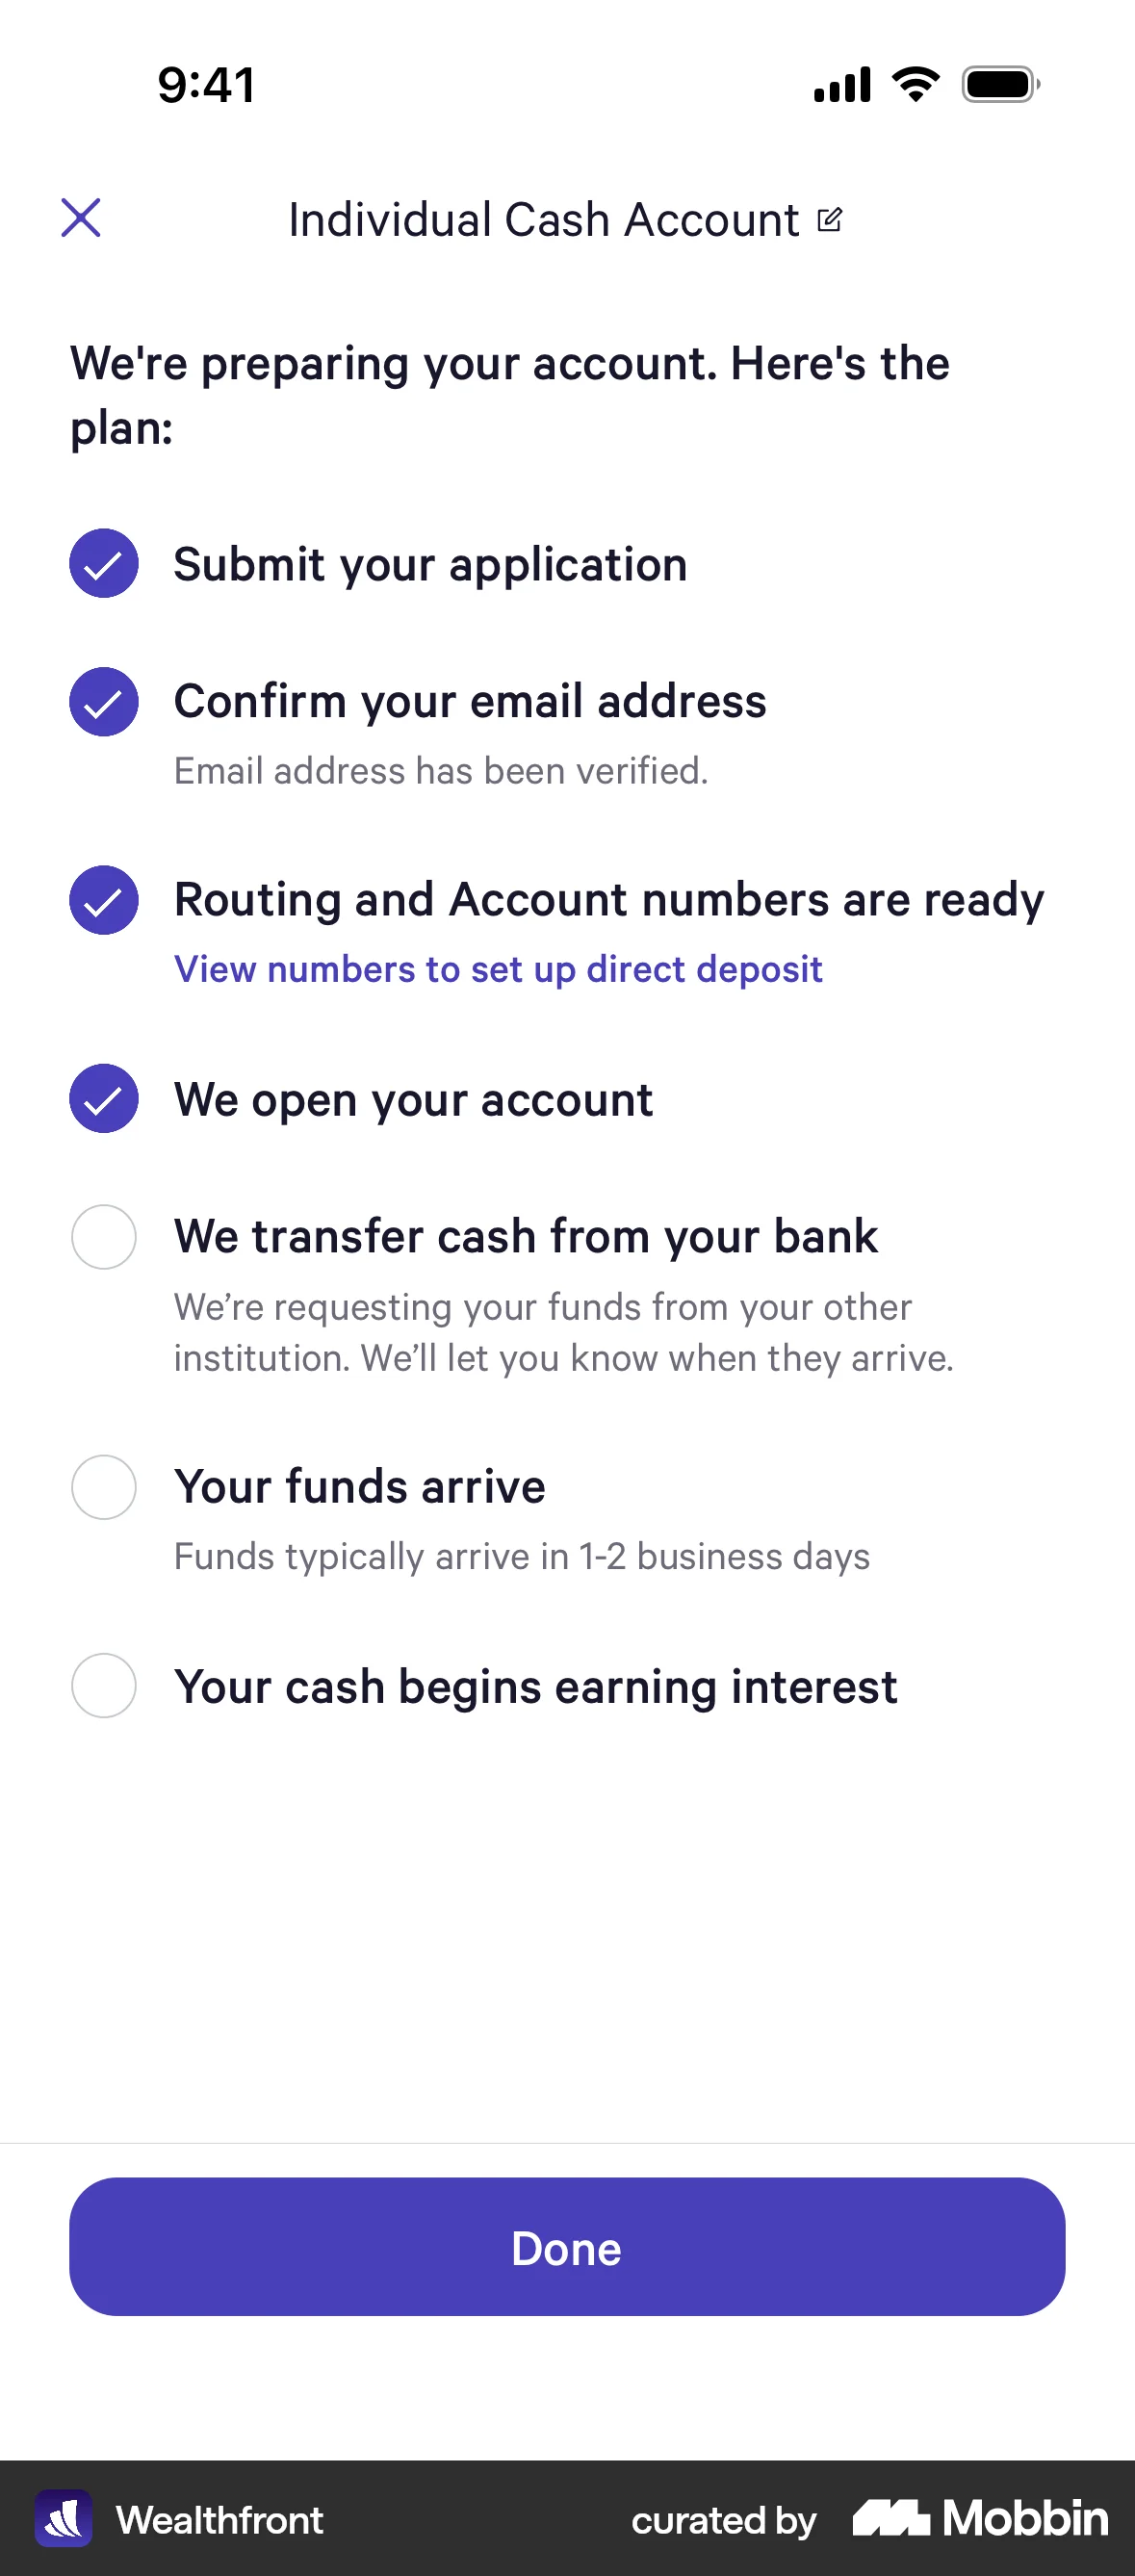 9:41
Individual Cash Account
We're preparing your account. Here's the
plan:
Submit your application
Confirm your email address
Email address has been verified.
Routing and Account numbers are ready
View numbers to set up direct deposit
We open your account
We transfer cash from your bank
We’re requesting your funds from your other
institution. We’ll let you know when they arrive.
Your funds arrive
Funds typically arrive in 1-2 business days
Your cash begins earning interest
Done
Wealthfront
curated by Mobbin